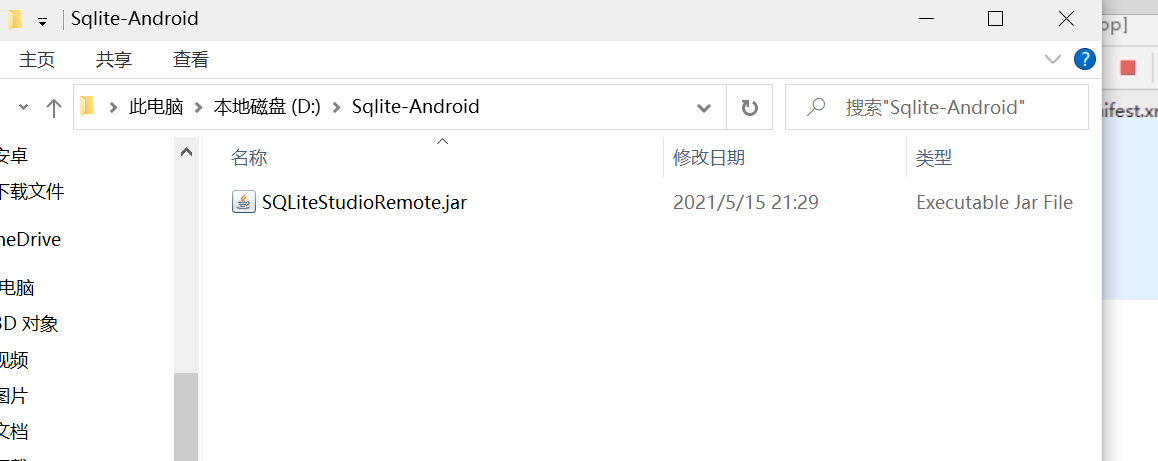 Sqlite-Android
主页 共享 查看
此电脑 本地磁盘 (D:) Sqlite-Android
搜索"Sqlite-Android"
名称 修改日期 类型
SQLiteStudioRemote.jar 2021/5/15 21:29 Executable Jar File
安卓
下载文件
neDrive
电脑
3D 对象
视频
图片
文档
op]
ifest.xm